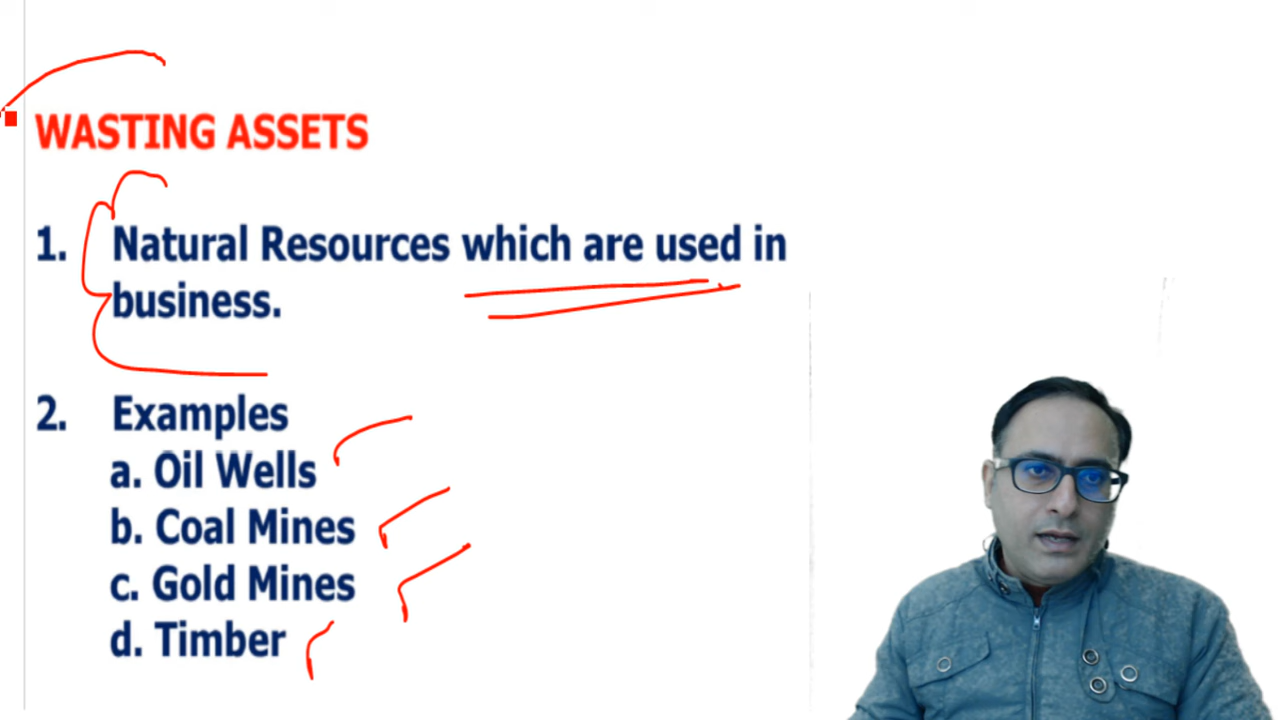 WASTING ASSETS
1. Natural Resources which are used in
business.
2. Examples
a. Oil Wells
b. Coal Mines
c. Gold Mines
d. Timber